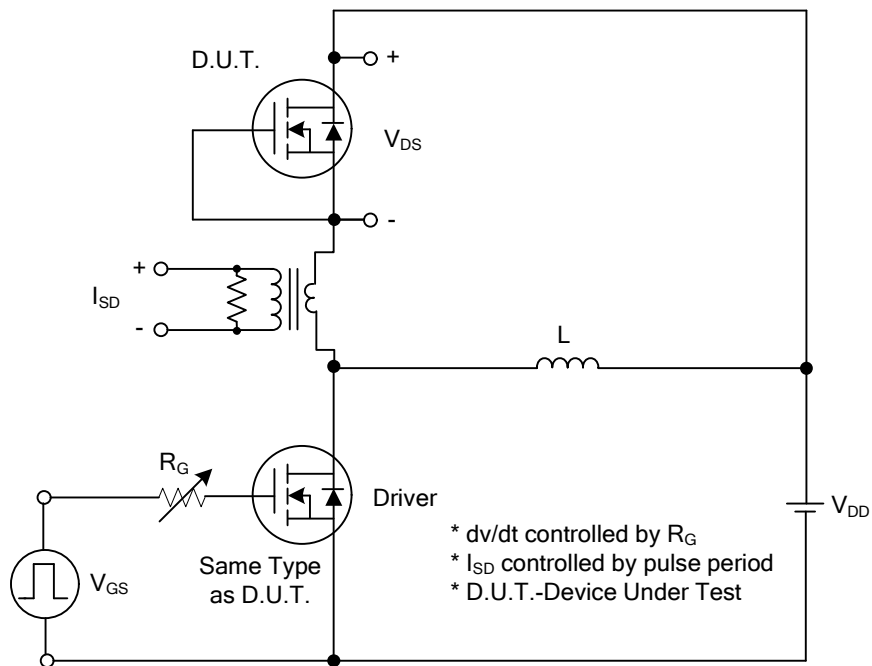 D.U.T.
+
VDS
-
+
ISD
-
L
RG
Driver
VDD
VGS
Same Type
as D.U.T.
* dv/dt controlled by RG
* ISD controlled by pulse period
* D.U.T.-Device Under Test